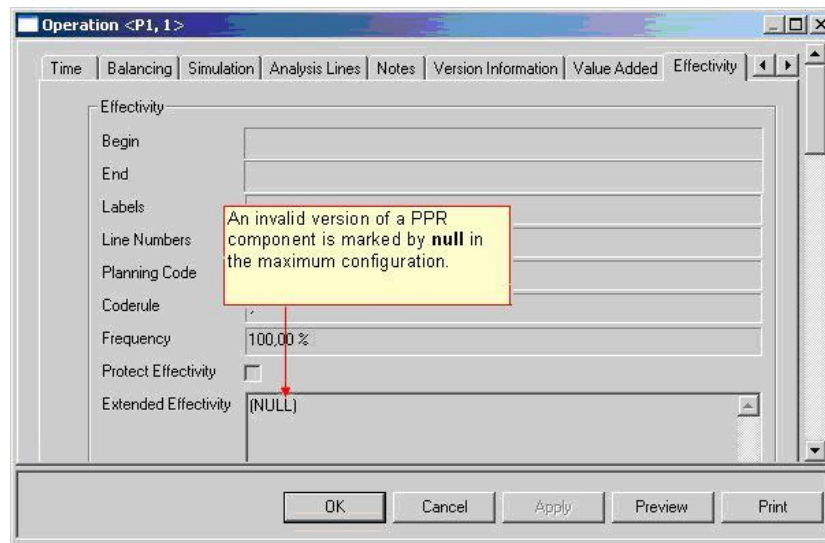 Operation <P1, 1>
Time Balancing Simulation Analysis Lines Notes Version Information Value Added Effectivity
Effectivity
Begin
End
Labels
Line Numbers
Planning Code
Coderule
Frequency 100,00 %
Protect Effectivity
Extended Effectivity (NULL)
An invalid version of a PPR
component is marked by null in
the maximum configuration.
OK Cancel Apply Preview Print